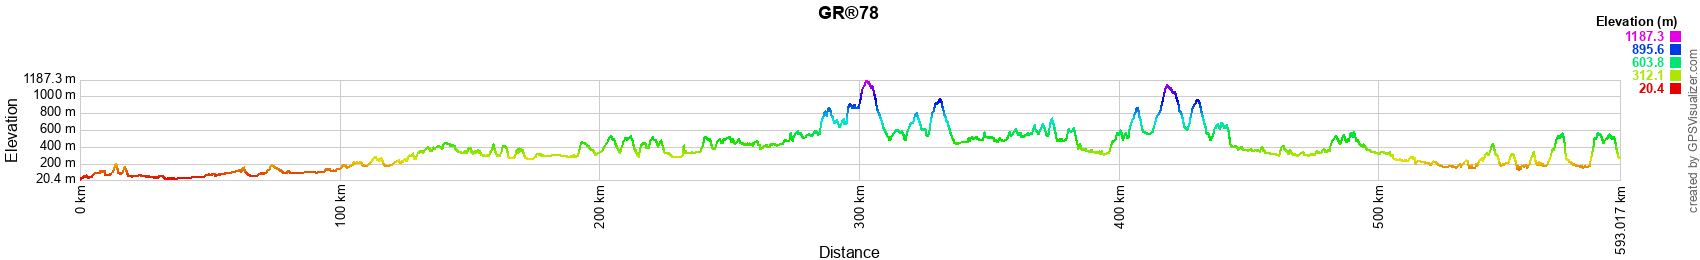 GR®78
Elevation (m)
1187.3
895.6
603.8
312.1
20.4
1187.3 m
1000 m
800 m
600 m
400 m
200 m
20.4 m
Elevation
0 km
100 km
200 km
300 km
400 km
500 km
593.017 km
Distance
created by GPSVisualizer.com